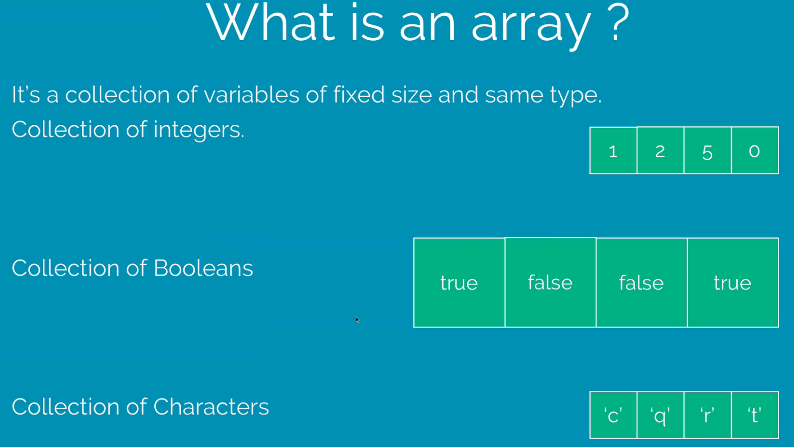 What is an array ?
It's a collection of variables of fixed size and same type.
Collection of integers.
1 2 5 0
Collection of Booleans
true false false true
Collection of Characters
‘c’ ‘q’ ‘r’ ‘t’